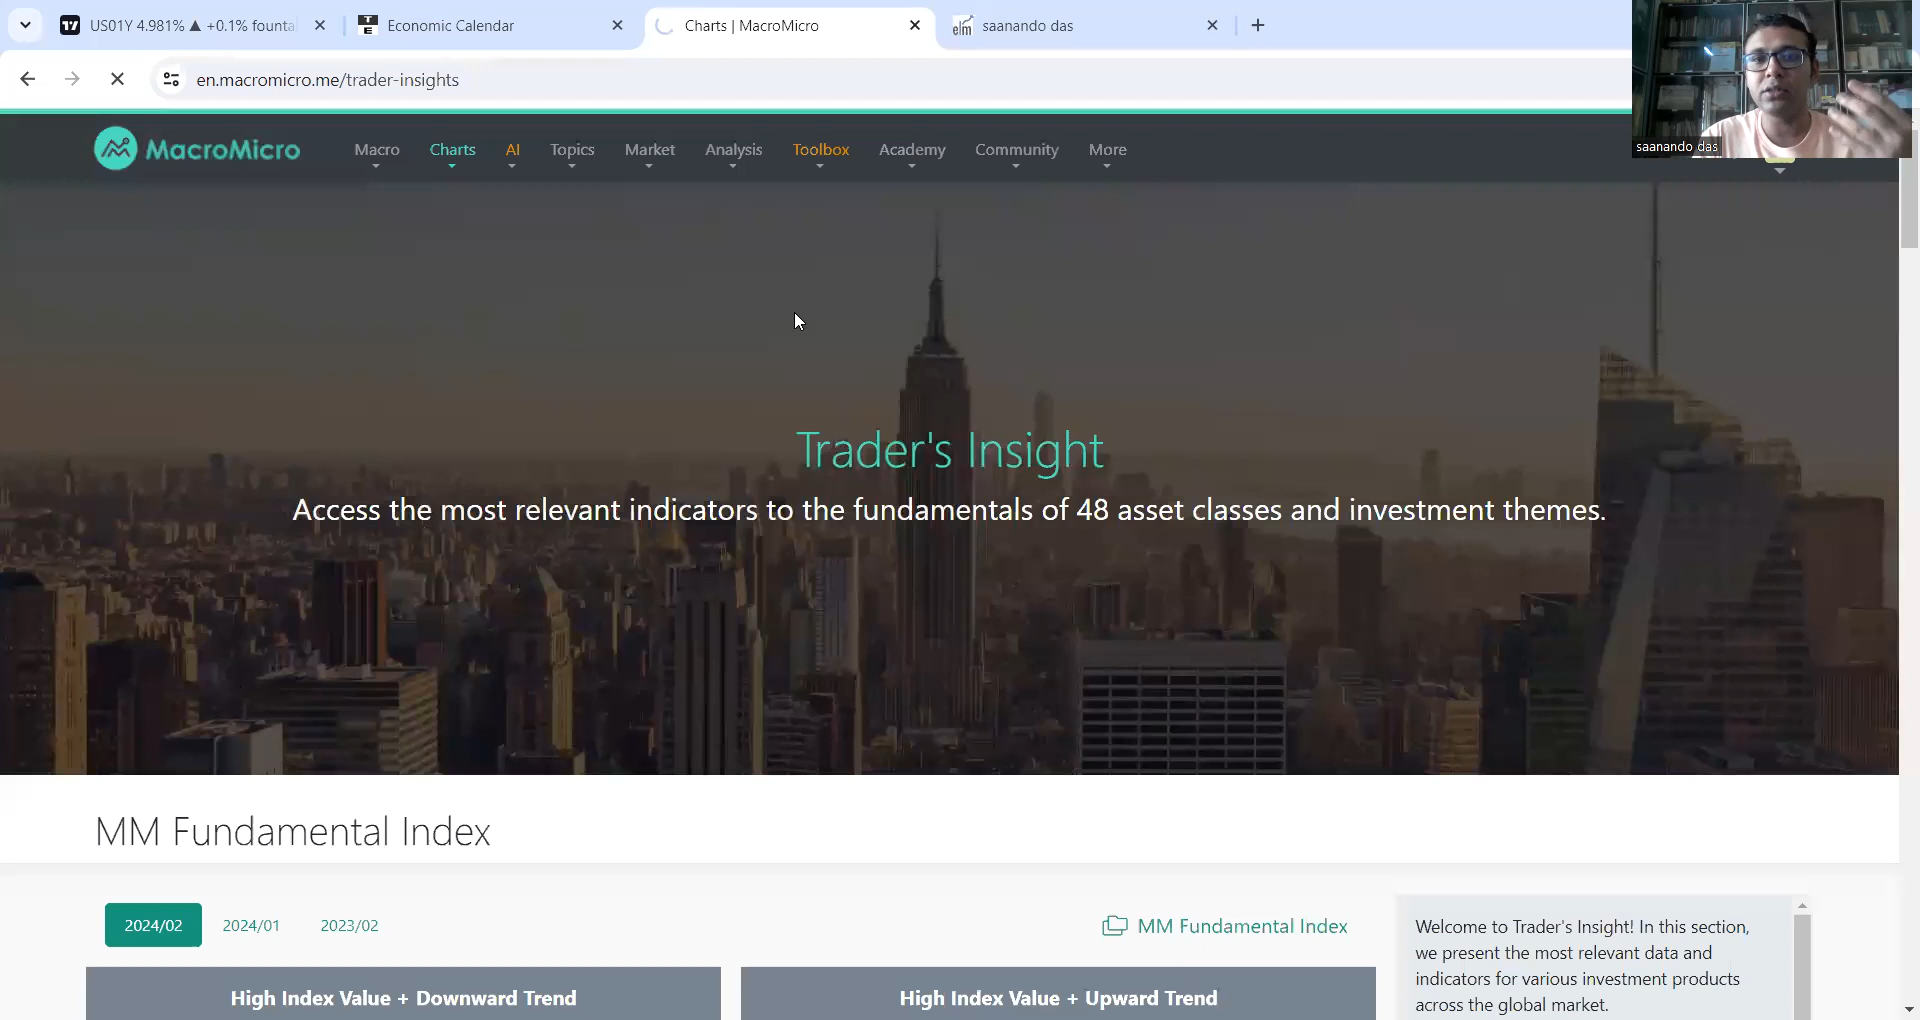 US01Y 4.981% ▲ +0.1% founta
Economic Calendar
Charts | MacroMicro
elm
saanando das
en.macromicro.me/trader-insights
saanando das
MacroMicro
Macro
Charts
AI
Topics
Market
Analysis
Toolbox
Academy
Community
More
Trader's Insight
Access the most relevant indicators to the fundamentals of 48 asset classes and investment themes.
MM Fundamental Index
2024/02
2024/01
2023/02
MM Fundamental Index
High Index Value + Downward Trend
High Index Value + Upward Trend
Welcome to Trader's Insight! In this section,
we present the most relevant data and
indicators for various investment products
across the global market.